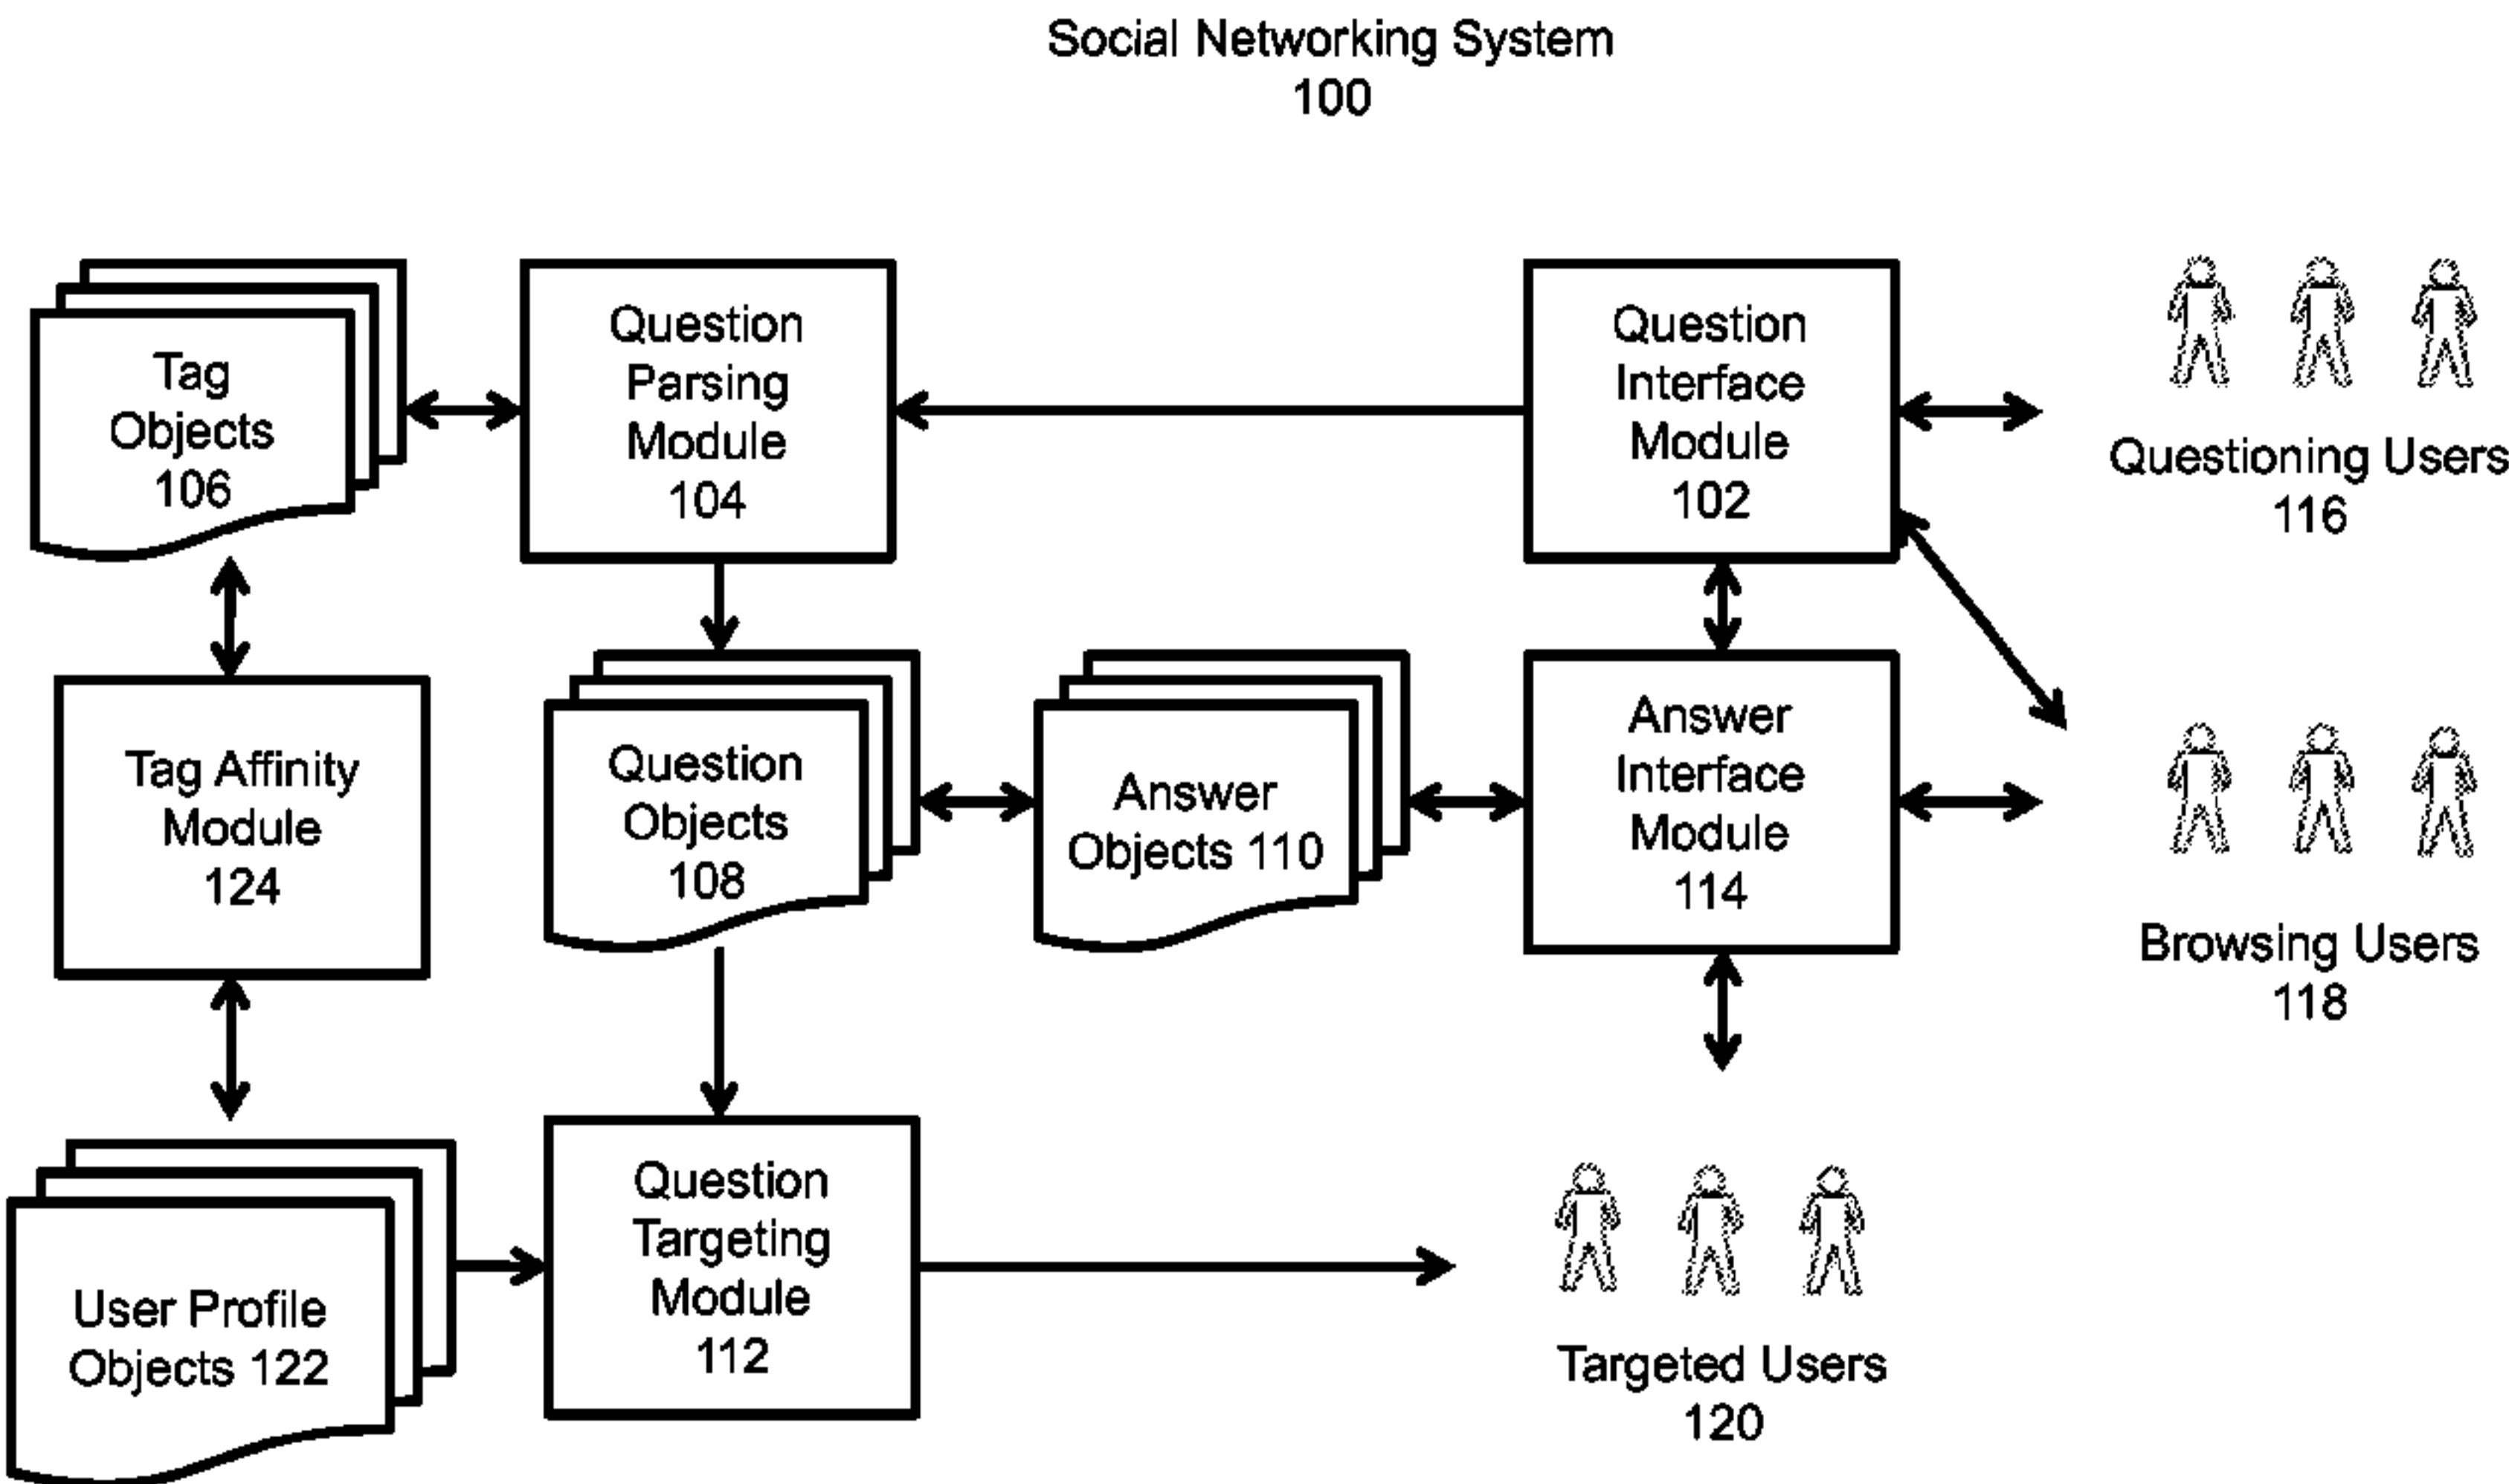 Social Networking System
100
Tag
Objects
106
Question
Parsing
Module
104
Question
Interface
Module
102
Questioning Users
116
Tag Affinity
Module
124
Question
Objects
108
Answer
Objects 110
Answer
Interface
Module
114
Browsing Users
118
User Profile
Objects 122
Question
Targeting
Module
112
Targeted Users
120